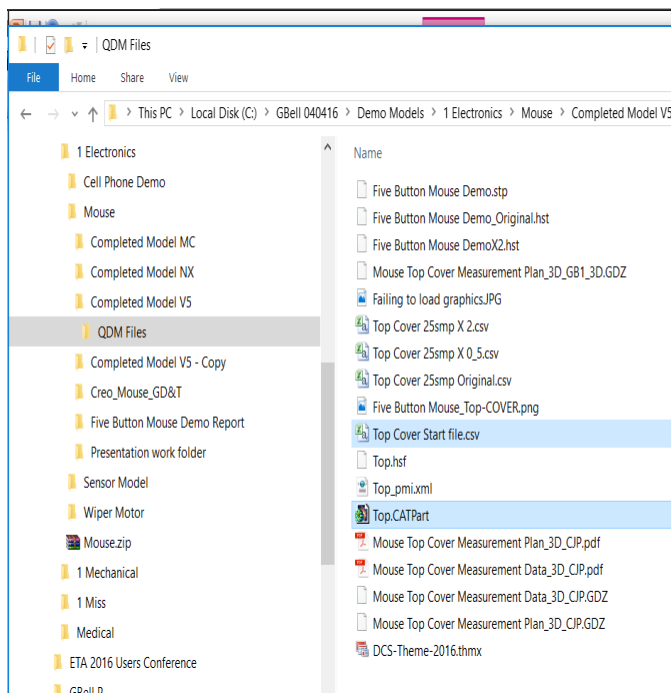 QDM Files
File Home Share View
This PC > Local Disk (C:) > GBell 040416 > Demo Models > 1 Electronics > Mouse > Completed Model V5
1 Electronics
Cell Phone Demo
Mouse
Completed Model MC
Completed Model NX
Completed Model V5
QDM Files
Completed Model V5 - Copy
Creo_Mouse_GD&T
Five Button Mouse Demo Report
Presentation work folder
Sensor Model
Wiper Motor
Mouse.zip
1 Mechanical
1 Miss
Medical
ETA 2016 Users Conference
GBell P
Name
Five Button Mouse Demo.stp
Five Button Mouse Demo_Original.hst
Five Button Mouse DemoX2.hst
Mouse Top Cover Measurement Plan_3D_GB1_3D.GDZ
Failing to load graphics.JPG
Top Cover 25smp X 2.csv
Top Cover 25smp X 0_5.csv
Top Cover 25smp Original.csv
Five Button Mouse_Top-COVER.png
Top Cover Start file.csv
Top.hsf
Top_pmi.xml
Top.CATPart
Mouse Top Cover Measurement Plan_3D_CJP.pdf
Mouse Top Cover Measurement Data_3D_CJP.pdf
Mouse Top Cover Measurement Data_3D_CJP.GDZ
Mouse Top Cover Measurement Plan_3D_CJP.GDZ
DCS-Theme-2016.thmx